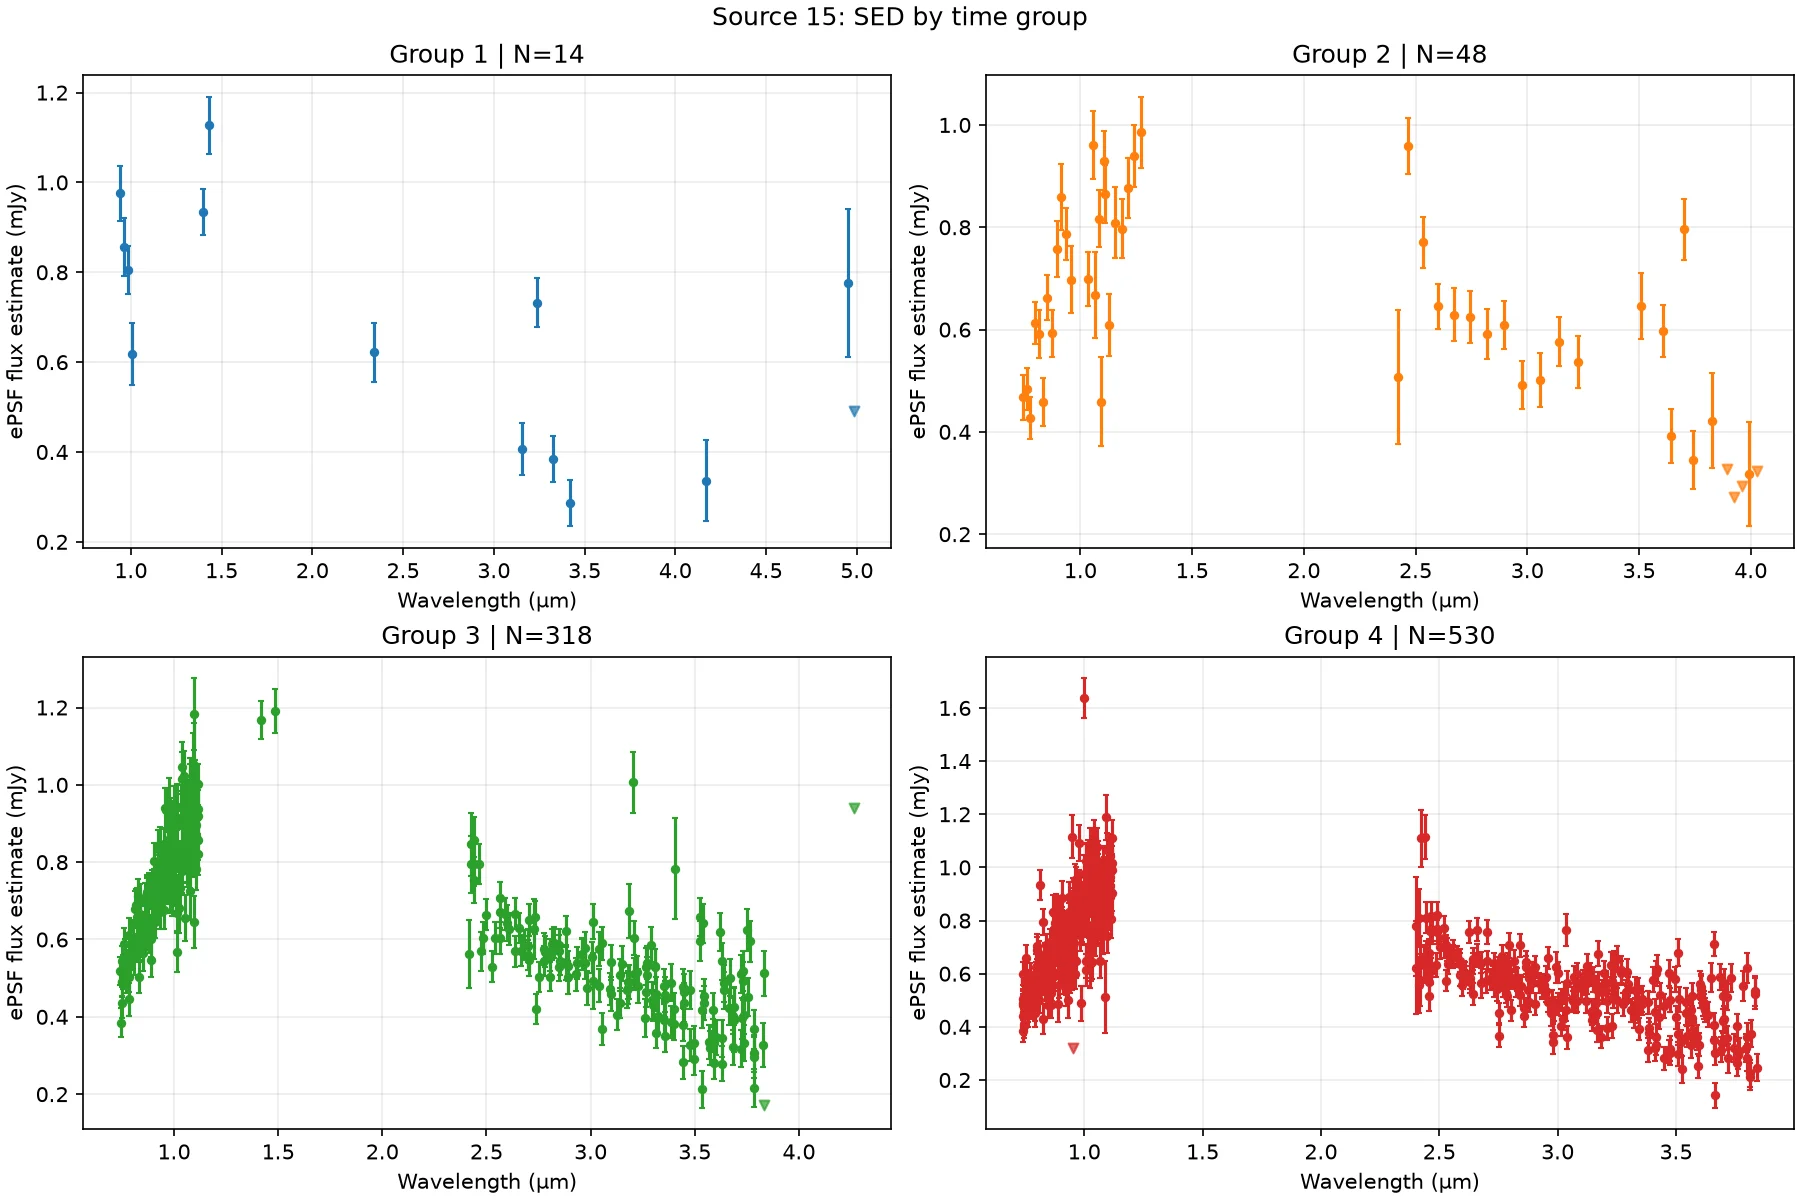 Source 15: SED by time group
Group 1 | N=14
ePSF flux estimate (mJy)
1.2
1.0
0.8
0.6
0.4
0.2
1.0 1.5 2.0 2.5 3.0 3.5 4.0 4.5 5.0
Wavelength (μm)
Group 2 | N=48
ePSF flux estimate (mJy)
1.0
0.8
0.6
0.4
0.2
1.0 1.5 2.0 2.5 3.0 3.5 4.0
Wavelength (μm)
Group 3 | N=318
ePSF flux estimate (mJy)
1.2
1.0
0.8
0.6
0.4
0.2
1.0 1.5 2.0 2.5 3.0 3.5 4.0
Wavelength (μm)
Group 4 | N=530
ePSF flux estimate (mJy)
1.6
1.4
1.2
1.0
0.8
0.6
0.4
0.2
1.0 1.5 2.0 2.5 3.0 3.5
Wavelength (μm)